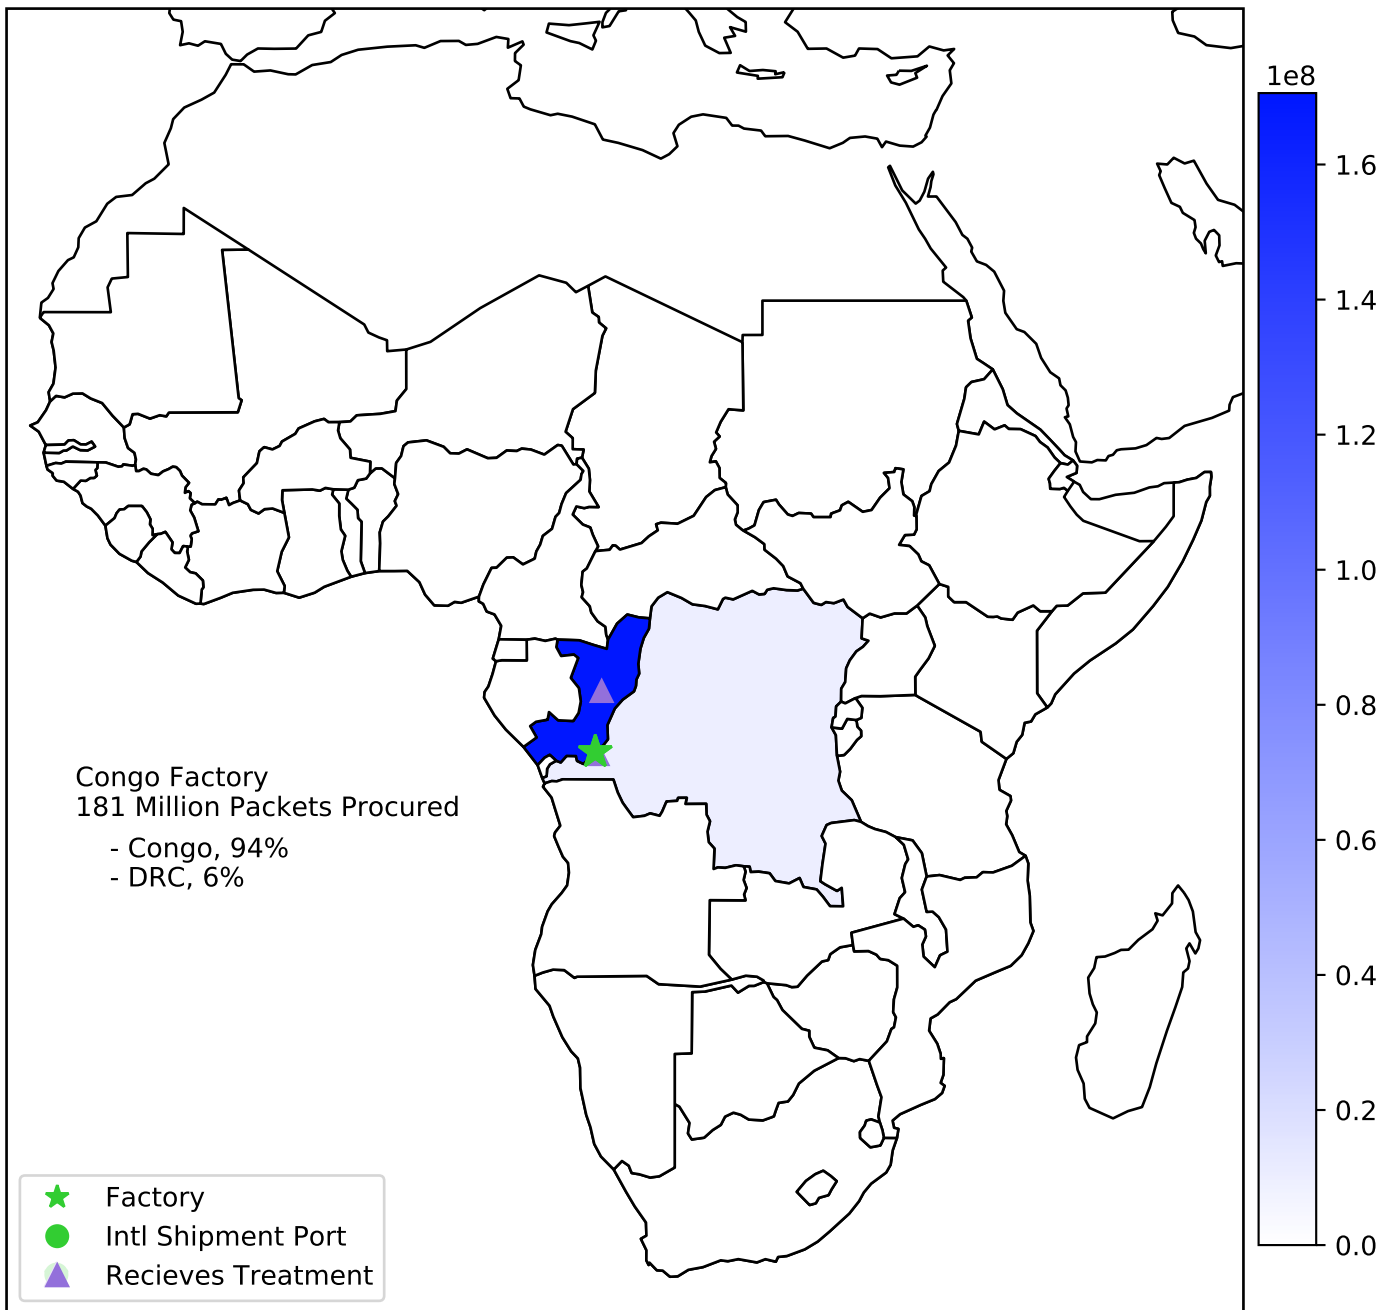 1e8
1.6
1.4
1.2
1.0
0.8
0.6
0.4
0.2
0.0
Congo Factory
181 Million Packets Procured
- Congo, 94%
- DRC, 6%
Factory
Intl Shipment Port
Recieves Treatment